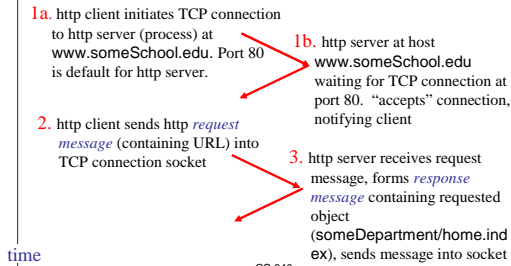 1a. http client initiates TCP connection
to http server (process) at
www.someSchool.edu. Port 80
is default for http server.
1b. http server at host
www.someSchool.edu
waiting for TCP connection at
port 80. “accepts” connection,
notifying client
2. http client sends http request
message (containing URL) into
TCP connection socket
3. http server receives request
message, forms response
message containing requested
object
(someDepartment/home.ind
ex), sends message into socket
time